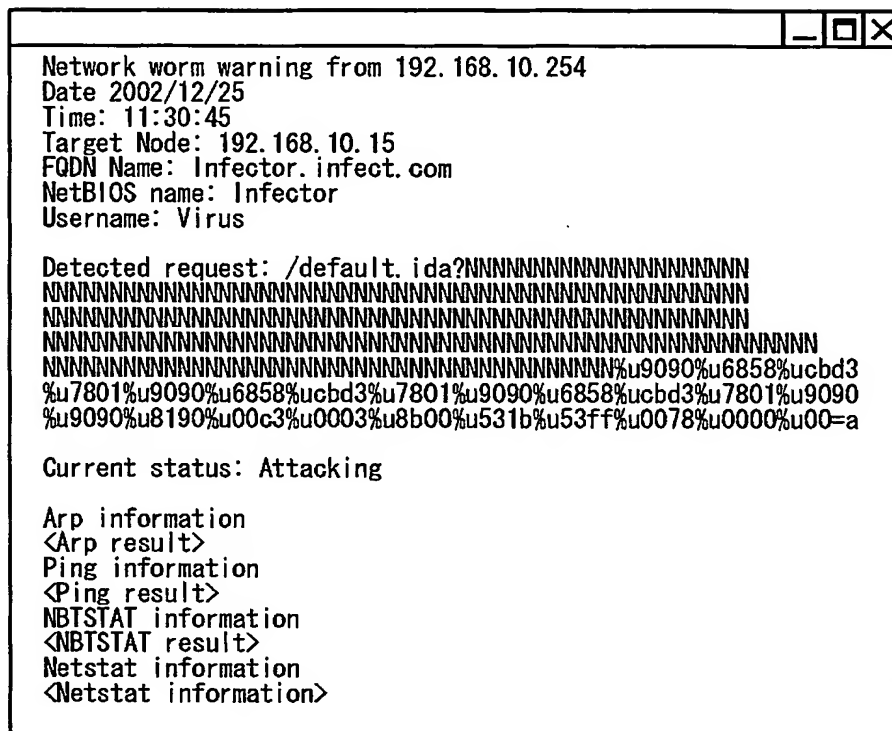 Network worm warning from 192.168.10.254
Date 2002/12/25
Time: 11:30:45
Target Node: 192.168.10.15
FQDN Name: Infector.infect.com
NetBIOS name: Infector
Username: Virus
Detected request: /default.ida?NNNNNNNNNNNNNNNNNNNNN
NNNNNNNNNNNNNNNNNNNNNNNNNNNNNNNNNNNNNNNNNNNNNNNNNNNN
NNNNNNNNNNNNNNNNNNNNNNNNNNNNNNNNNNNNNNNNNNNNNNNNNNNN
NNNNNNNNNNNNNNNNNNNNNNNNNNNNNNNNNNNNNNNNNNNNNNNNNNNNNNNNN
NNNNNNNNNNNNNNNNNNNNNNNNNNNNNNNNNNNNNNNNNN%u9090%u6858%ucbd3
%u7801%u9090%u6858%ucbd3%u7801%u9090%u6858%ucbd3%u7801%u9090
%u9090%u8190%u00c3%u0003%u8b00%u531b%u53ff%u0078%u0000%u00=a
Current status: Attacking
Arp information
<Arp result>
Ping information
<Ping result>
NBTSTAT information
<NBTSTAT result>
Netstat information
<Netstat information>